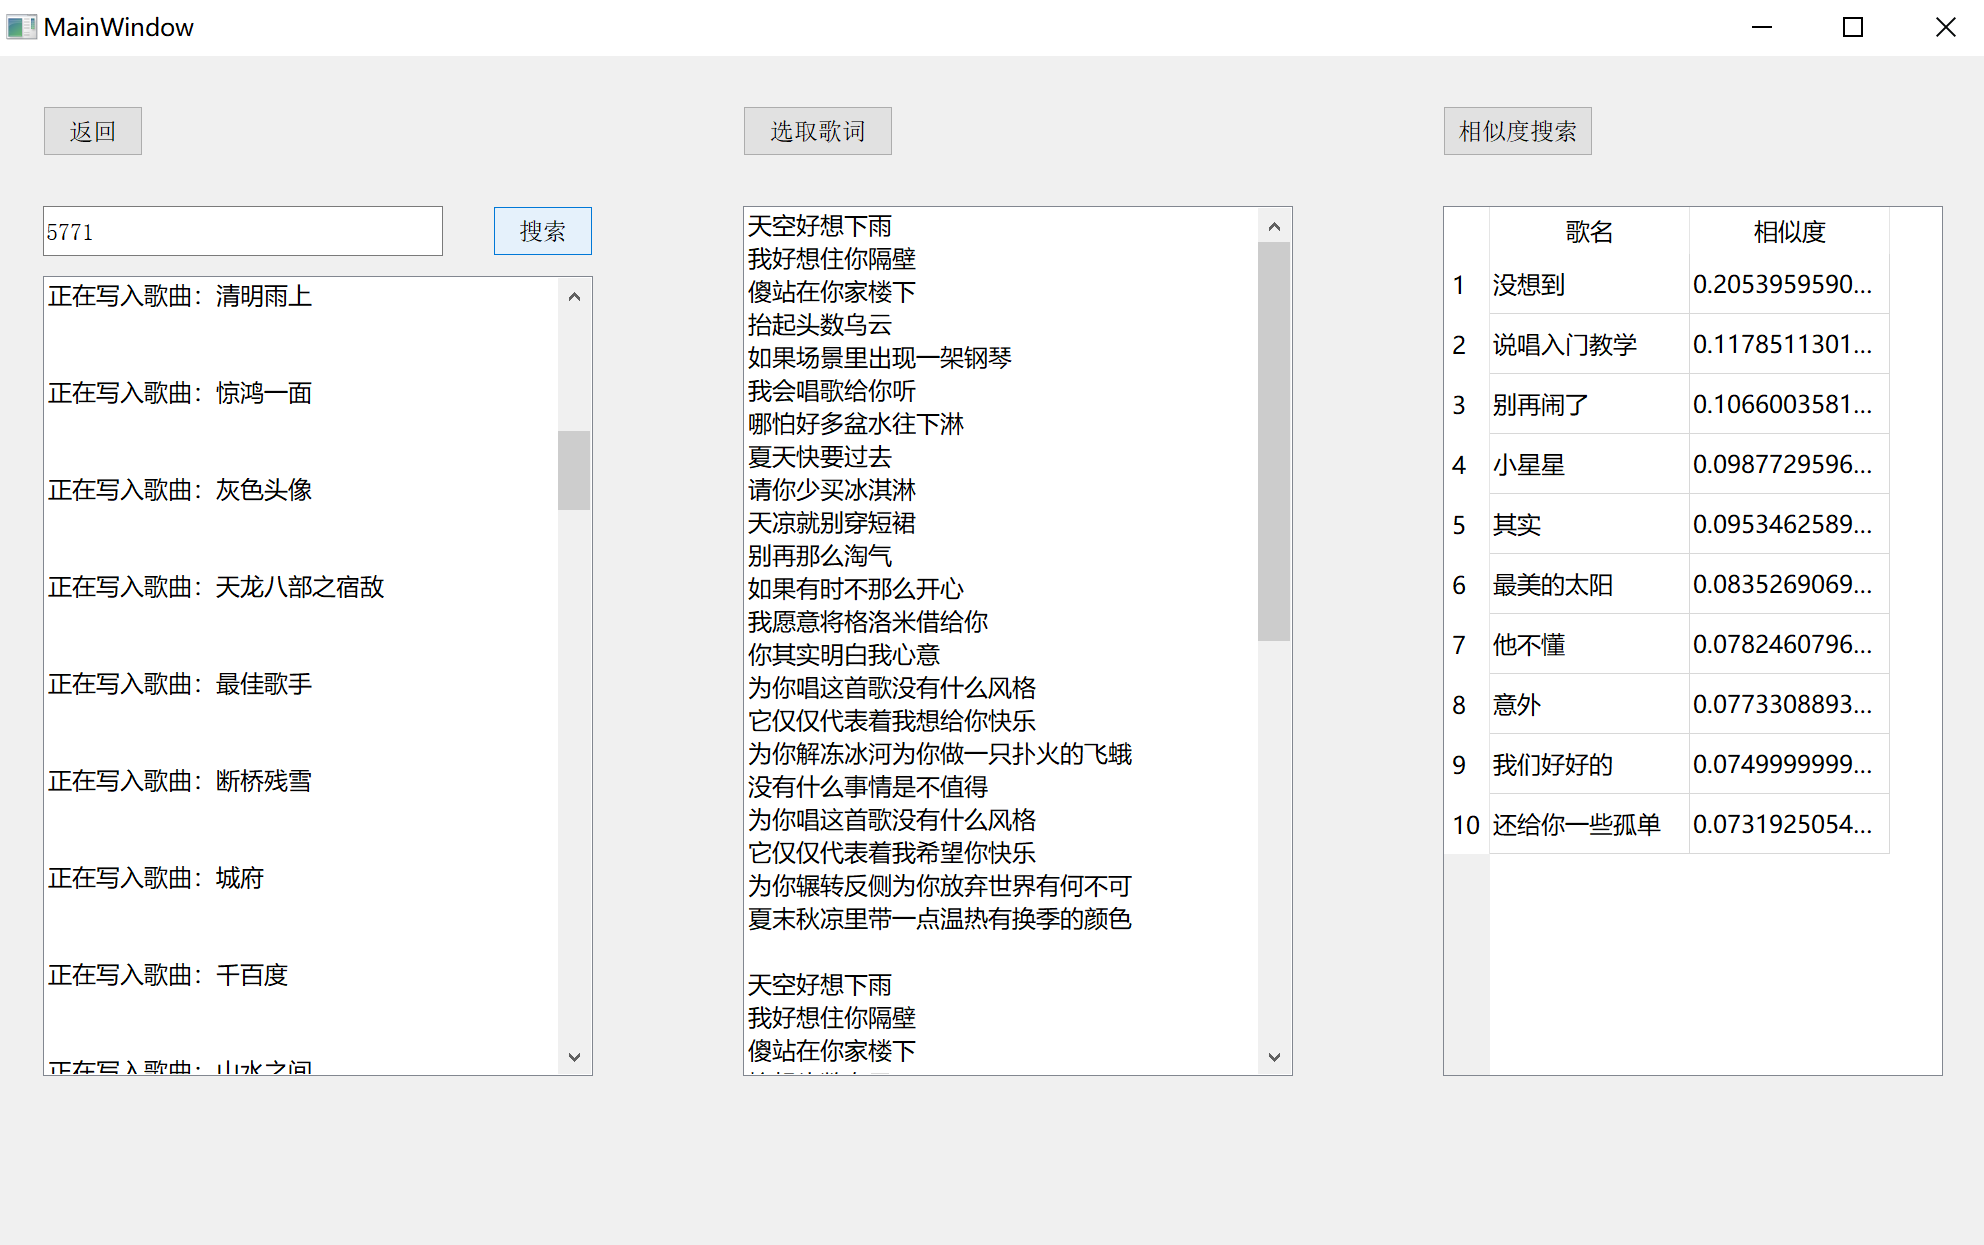 MainWindow
返回
选取歌词
相似度搜索
5771
搜索
正在写入歌曲：清明雨上
正在写入歌曲：惊鸿一面
正在写入歌曲：灰色头像
正在写入歌曲：天龙八部之宿敌
正在写入歌曲：最佳歌手
正在写入歌曲：断桥残雪
正在写入歌曲：城府
正在写入歌曲：千百度
正在写入歌曲：山水之间
天空好想下雨
我好想住你隔壁
傻站在你家楼下
抬起头数乌云
如果场景里出现一架钢琴
我会唱歌给你听
哪怕好多盆水往下淋
夏天快要过去
请你少买冰淇淋
天凉就别穿短裙
别再那么淘气
如果有时不那么开心
我愿意将格洛米借给你
你其实明白我心意
为你唱这首歌没有什么风格
它仅仅代表着我想给你快乐
为你解冻冰河为你做一只扑火的飞蛾
没有什么事情是不值得
为你唱这首歌没有什么风格
它仅仅代表着我希望你快乐
为你辗转反侧为你放弃世界有何不可
夏末秋凉里带一点温热有换季的颜色
天空好想下雨
我好想住你隔壁
傻站在你家楼下
歌名 相似度
1 没想到 0.2053959590...
2 说唱入门教学 0.1178511301...
3 别再闹了 0.1066003581...
4 小星星 0.0987729596...
5 其实 0.0953462589...
6 最美的太阳 0.0835269069...
7 他不懂 0.0782460796...
8 意外 0.0773308893...
9 我们好好的 0.0749999999...
10 还给你一些孤单 0.0731925054...